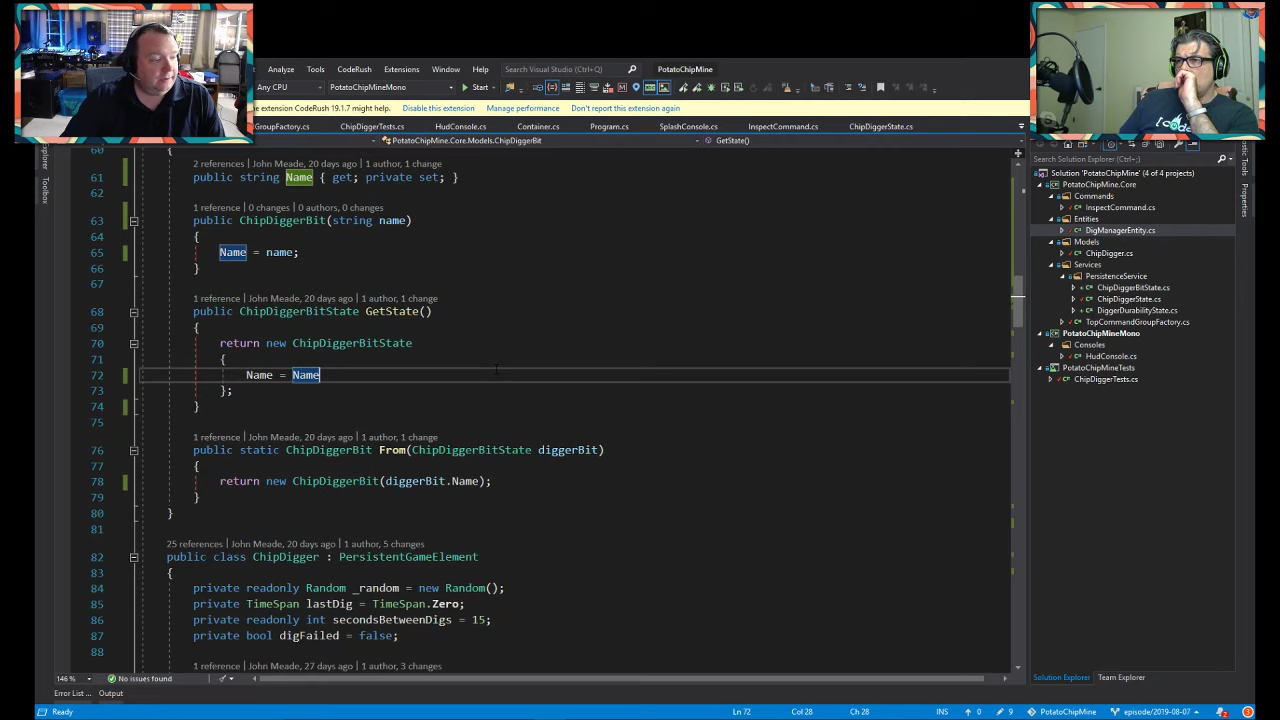 Analyze Tools CodeRush Extensions Window Help Search Visual Studio (Ctrl+Q) PotatoChipMine
Any CPU PotatoChipMineMono Start
the extension CodeRush 19.1.7 might help. Disable this extension Manage performance Don't report this extension again
GroupFactory.cs ChipDiggerTests.cs HudConsole.cs Container.cs Program.cs SplashConsole.cs InspectCommand.cs ChipDiggerState.cs
PotatoChipMine.Core.Models.ChipDiggerBit GetState()
Explorer
Toolbox
60 {
2 references | John Meade, 20 days ago | 1 author, 1 change
61 public string Name { get; private set; }
62
1 reference | 0 changes | 0 authors, 0 changes
63 public ChipDiggerBit(string name)
64 {
65 Name = name;
66 }
67
1 reference | John Meade, 20 days ago | 1 author, 1 change
68 public ChipDiggerBitState GetState()
69 {
70 return new ChipDiggerBitState
71 {
72 Name = Name
73 };
74 }
75
1 reference | John Meade, 20 days ago | 1 author, 1 change
76 public static ChipDiggerBit From(ChipDiggerBitState diggerBit)
77 {
78 return new ChipDiggerBit(diggerBit.Name);
79 }
80 }
81
25 references | John Meade, 20 days ago | 1 author, 5 changes
82 public class ChipDigger : PersistentGameElement
83 {
84 private readonly Random _random = new Random();
85 private TimeSpan lastDig = TimeSpan.Zero;
86 private readonly int secondsBetweenDigs = 15;
87 private bool digFailed = false;
88
1 reference | John Meade, 27 days ago | 1 author, 3 changes
146 % No issues found
Error List ... Output
Ready Ln 72 Col 28 Ch 28 INS 0 9 PotatoChipMine episode/2019-08-07 2 3
Search Solution Explorer (Ctrl+;)
Solution 'PotatoChipMine' (4 of 4 projects)
PotatoChipMine.Core
Commands
InspectCommand.cs
Entities
DigManagerEntity.cs
Models
ChipDigger.cs
Services
PersistenceService
ChipDiggerBitState.cs
ChipDiggerState.cs
DiggerDurabilityState.cs
TopCommandGroupFactory.cs
PotatoChipMineMono
Consoles
HudConsole.cs
PotatoChipMineTests
ChipDiggerTests.cs
Solution Explorer Team Explorer
Tools
Properties